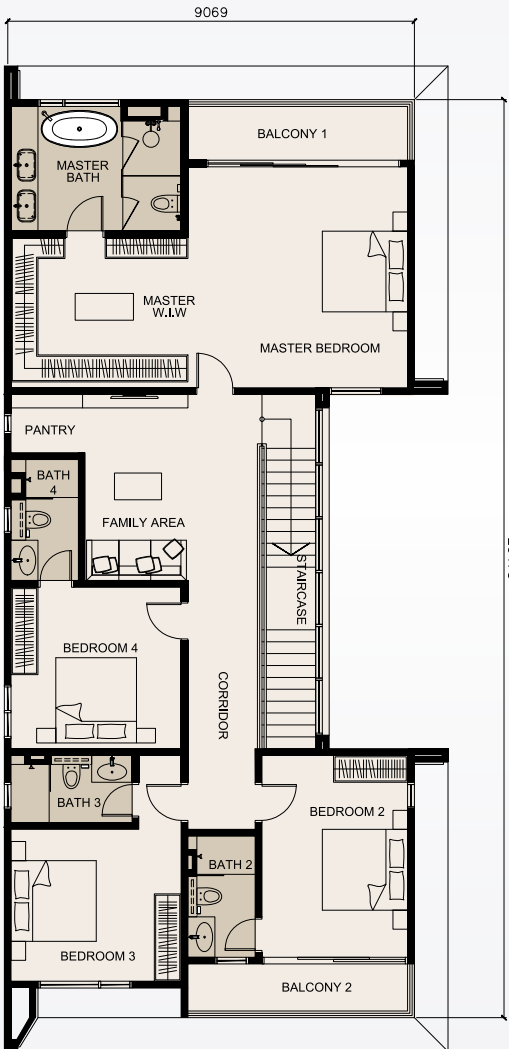 9069
BALCONY 1
MASTER
BATH
MASTER
W.I.W
MASTER BEDROOM
PANTRY
BATH
4
FAMILY AREA
STAIRCASE
BEDROOM 4
CORRIDOR
BATH 3
BEDROOM 2
BATH 2
BEDROOM 3
BALCONY 2